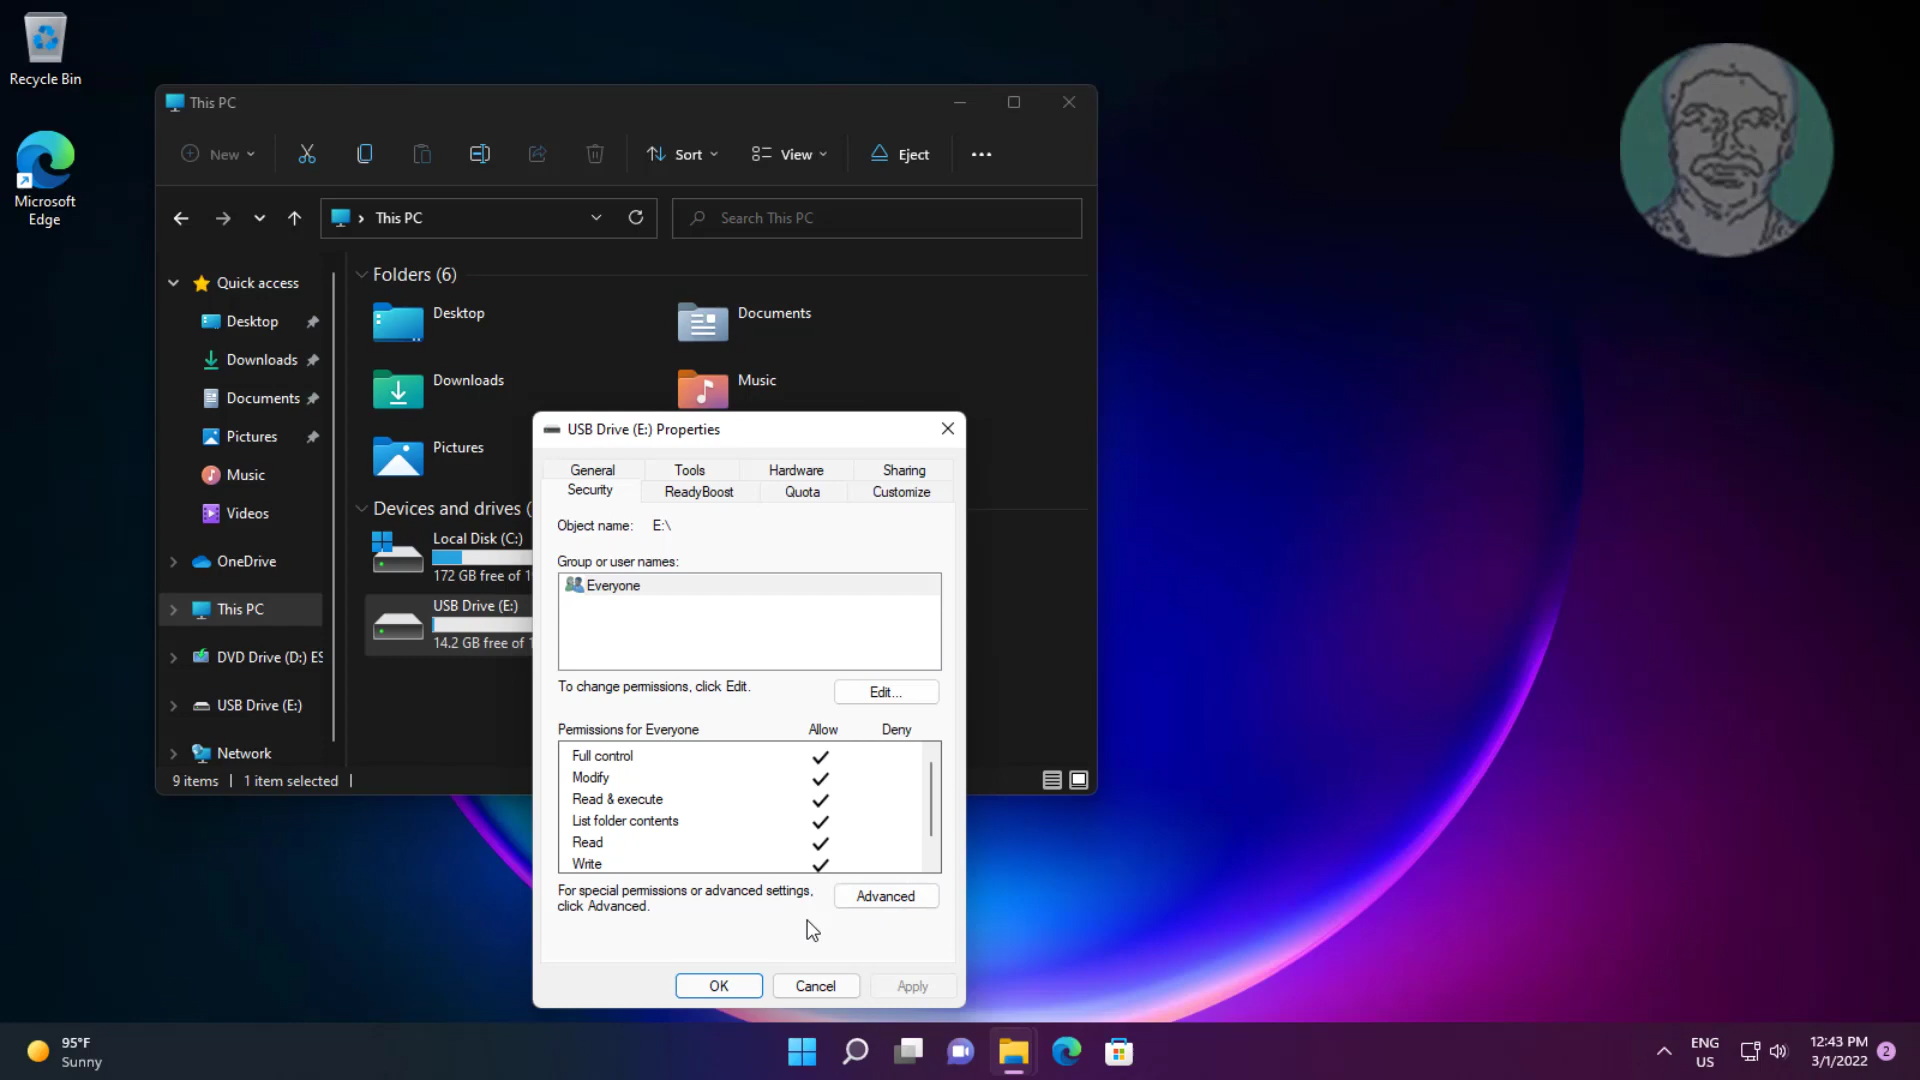 Recycle Bin
Microsoft
Edge
This PC
New
Sort
View
Eject
This PC
Search This PC
Quick access
Desktop
Downloads
Documents
Pictures
Music
Videos
OneDrive
This PC
DVD Drive (D:) ES
USB Drive (E:)
Network
Folders (6)
Desktop
Documents
Downloads
Music
Pictures
Devices and drives (
Local Disk (C:)
172 GB free of 1
USB Drive (E:)
14.2 GB free of 1
9 items
1 item selected
USB Drive (E:) Properties
General
Tools
Hardware
Sharing
Security
ReadyBoost
Quota
Customize
Object name: E:\
Group or user names:
Everyone
To change permissions, click Edit.
Edit...
Permissions for Everyone
Allow
Deny
Full control
Modify
Read & execute
List folder contents
Read
Write
For special permissions or advanced settings,
click Advanced.
Advanced
OK
Cancel
Apply
95°F
Sunny
ENG
US
12:43 PM
3/1/2022
2